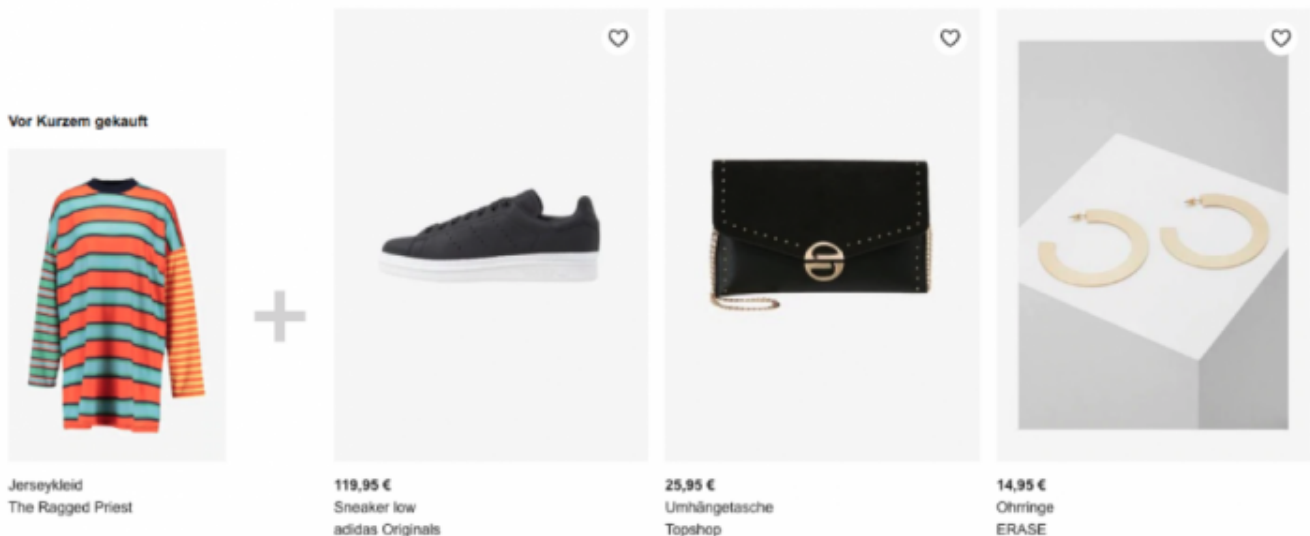 Vor Kurzem gekauft
Jerseykleid
The Ragged Priest
119,95 €
Sneaker low
adidas Originals
25,95 €
Umhängetasche
Topshop
14,95 €
Ohrringe
ERASE